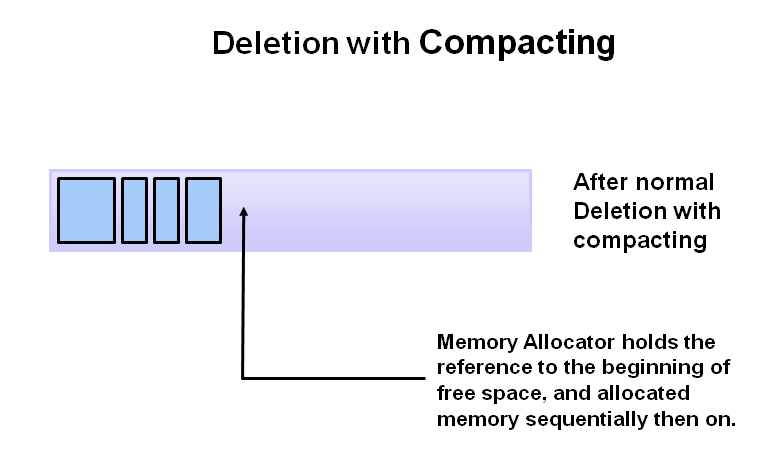 Deletion with Compacting
After normal
Deletion with
compacting
Memory Allocator holds the
reference to the beginning of
free space, and allocated
memory sequentially then on.